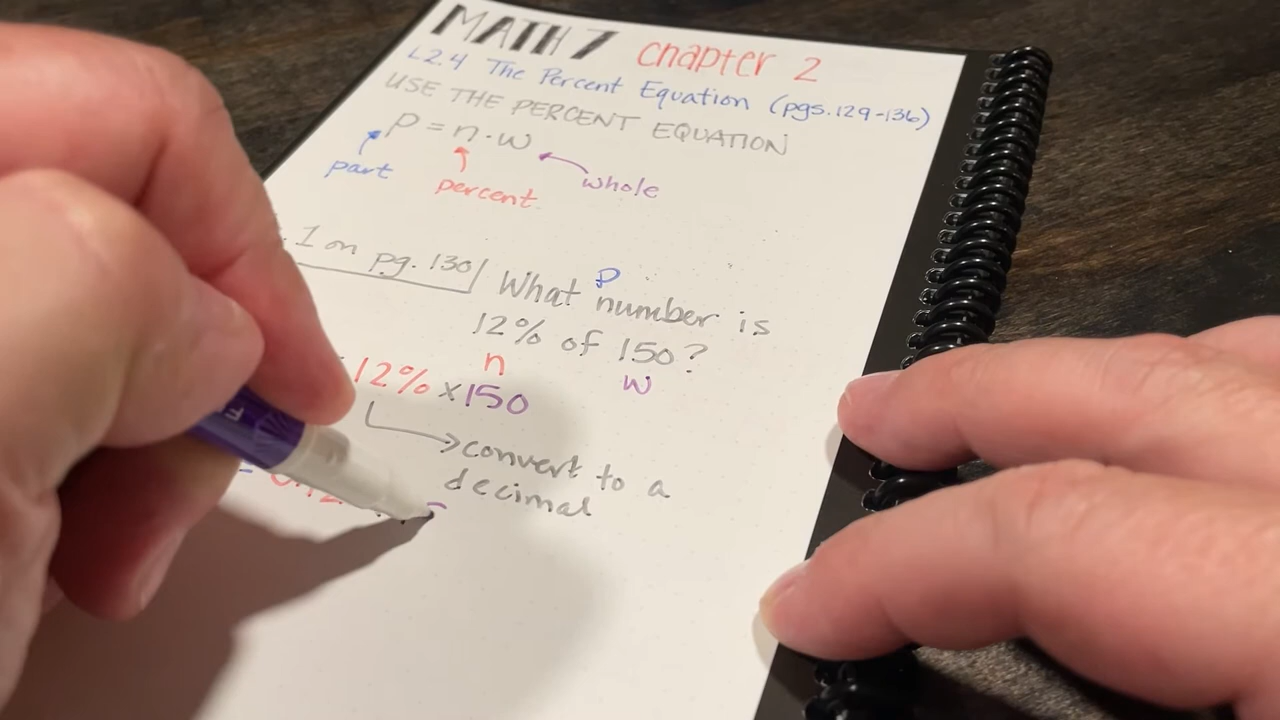 MATH 7 chapter 2
L2.4 The Percent Equation (pgs.129-136)
USE THE PERCENT EQUATION
p = n · w
part
percent
whole
1 on pg. 130
p
What number is
12% of 150?
n
w
12% x 150
convert to a
decimal
=